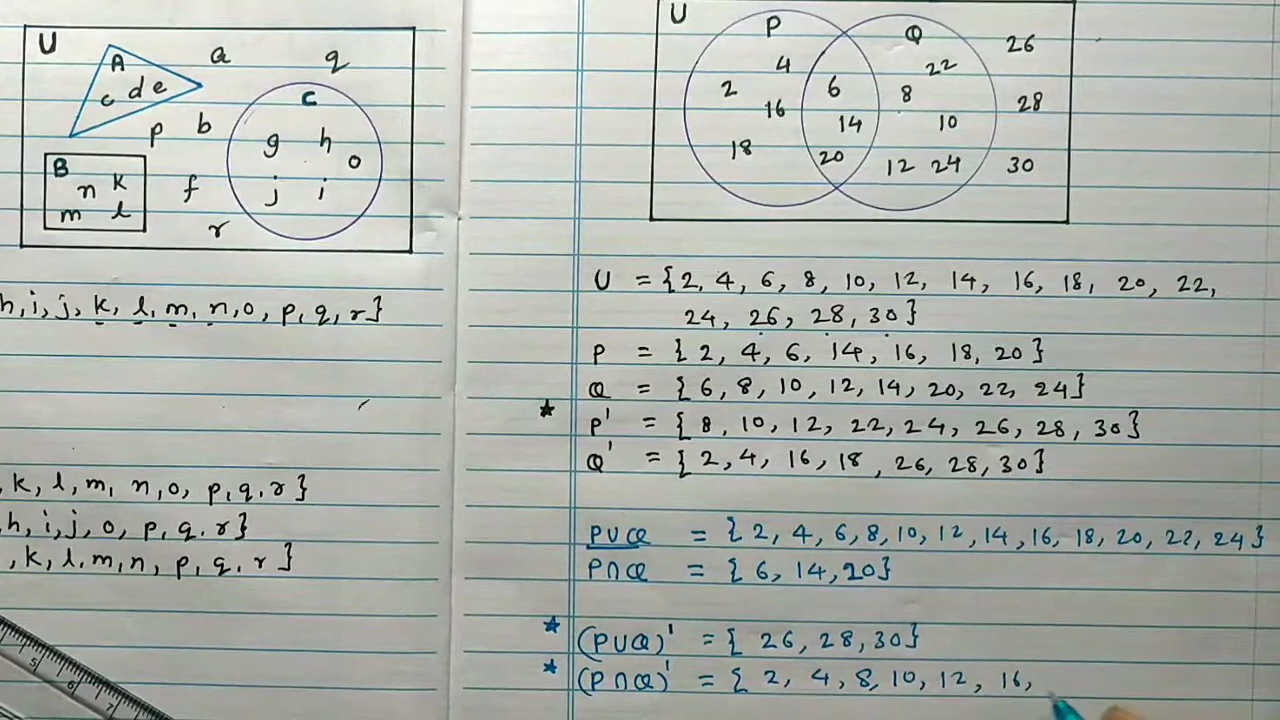 U
A
a
q
c d e
C
p b
g h
o
B
n k
f
j i
m l
r
h, i, j, k, l, m, n, o, p, q, r}
, k, l, m, n, o, p, q, r}
h, i, j, o, p, q, r}
, k, l, m, n, p, q, r}
U
P
Q
26
4
22
2
6
8
28
16
14
10
18
20
12 24
30
U = {2, 4, 6, 8, 10, 12, 14, 16, 18, 20, 22,
24, 26, 28, 30}
P = {2, 4, 6, 14, 16, 18, 20}
Q = {6, 8, 10, 12, 14, 20, 22, 24}
★ P' = {8, 10, 12, 22, 24, 26, 28, 30}
Q' = {2, 4, 16, 18, 26, 28, 30}
P∪Q = {2, 4, 6, 8, 10, 12, 14, 16, 18, 20, 22, 24}
P∩Q = {6, 14, 20}
★ (P∪Q)' = {26, 28, 30}
★ (P∩Q)' = {2, 4, 8, 10, 12, 16,
5
6
7